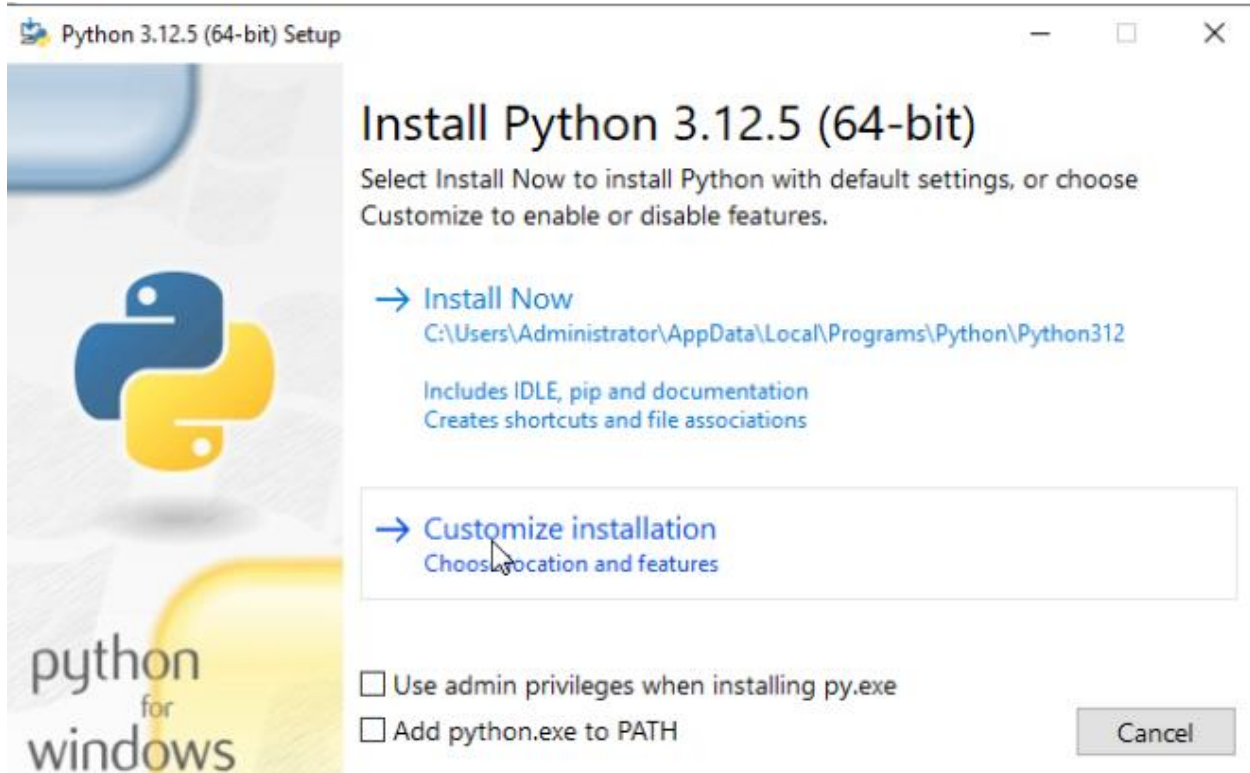 Python 3.12.5 (64-bit) Setup
Install Python 3.12.5 (64-bit)
Select Install Now to install Python with default settings, or choose
Customize to enable or disable features.
Install Now
C:\Users\Administrator\AppData\Local\Programs\Python\Python312
Includes IDLE, pip and documentation
Creates shortcuts and file associations
Customize installation
Choose location and features
Use admin privileges when installing py.exe
Add python.exe to PATH
Cancel
python
for
windows